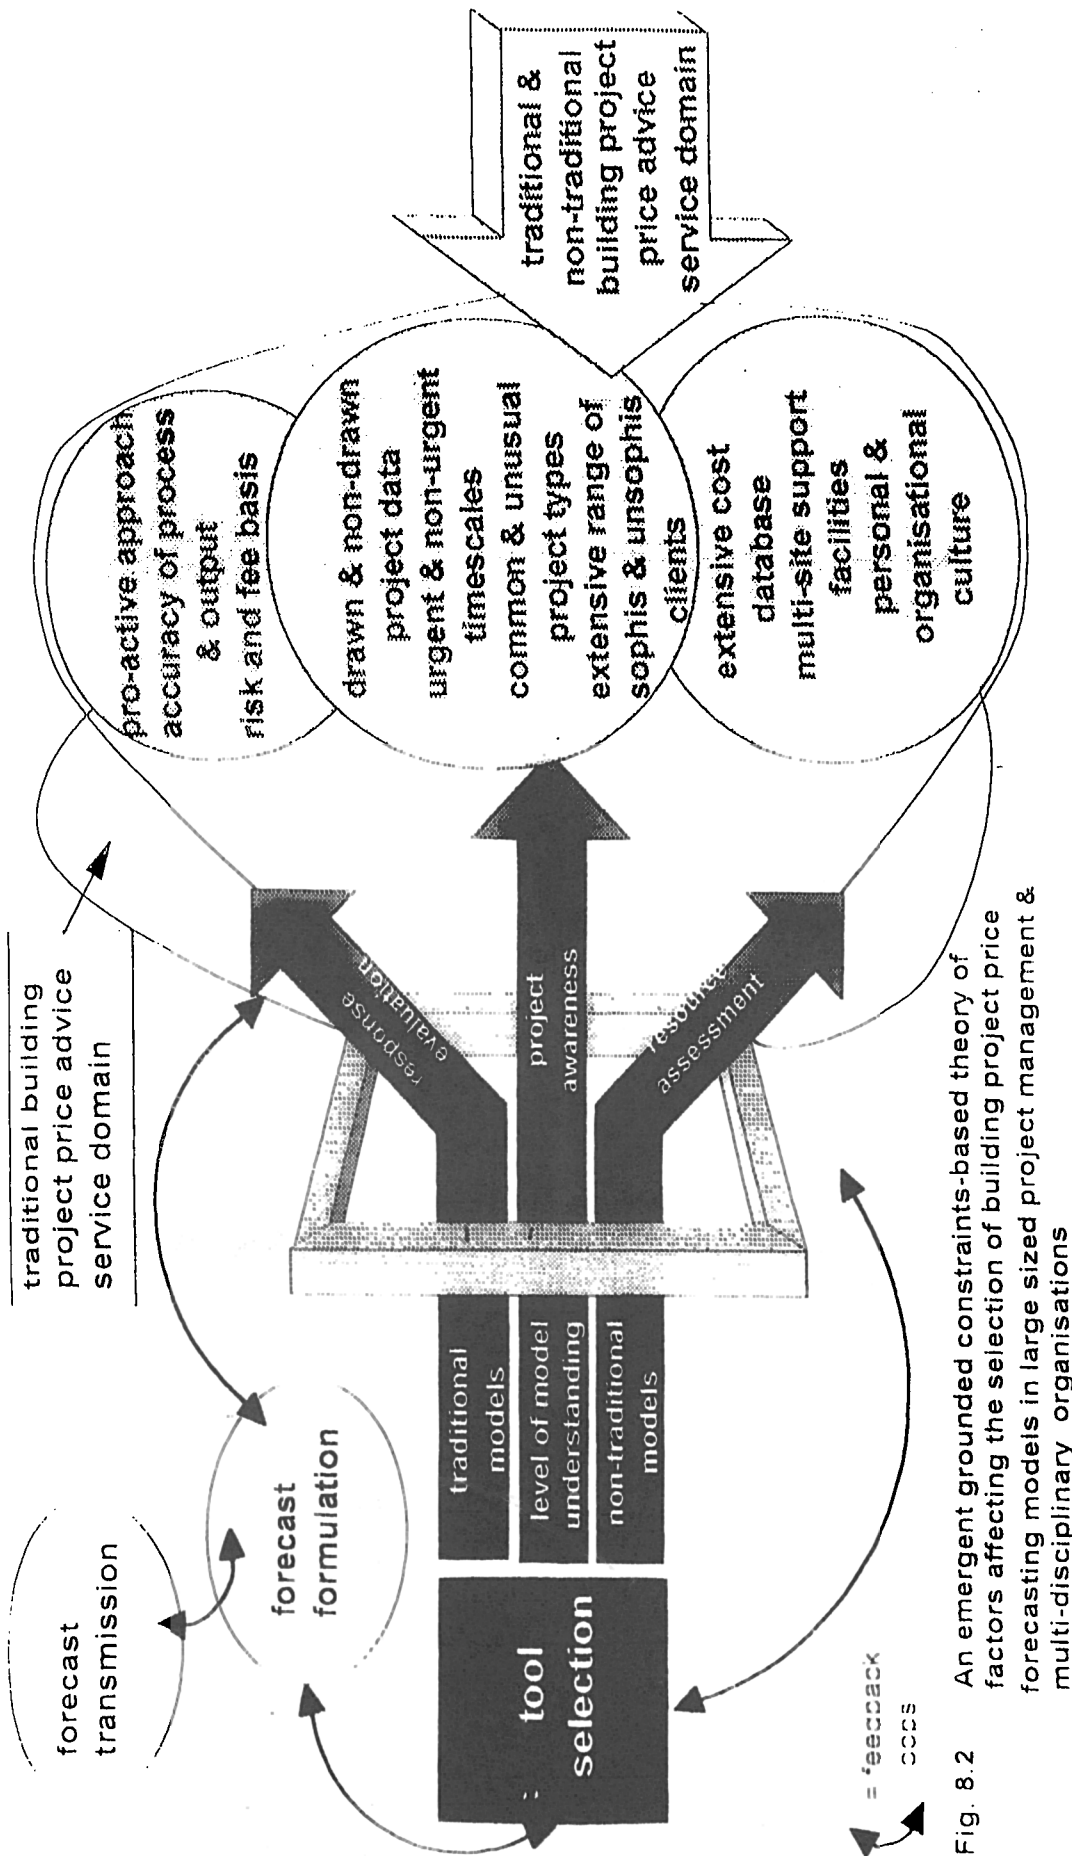 forecast
transmission
forecast
formulation
traditional building
project price advice
service domain
tool
selection
traditional
models
level of model
understanding
non-traditional
models
response
evaluation
project
awareness
resource
assessment
pro-active approach
accuracy of process
& output
risk and fee basis
drawn & non-drawn
project data
urgent & non-urgent
timescales
common & unusual
project types
extensive range of
sophis & unsophis
clients
extensive cost
database
multi-site support
facilities
personal &
organisational
culture
traditional &
non-traditional
building project
price advice
service domain
= feedback
Fig. 8.2 An emergent grounded constraints-based theory of
factors affecting the selection of building project price
forecasting models in large sized project management &
multi-disciplinary organisations